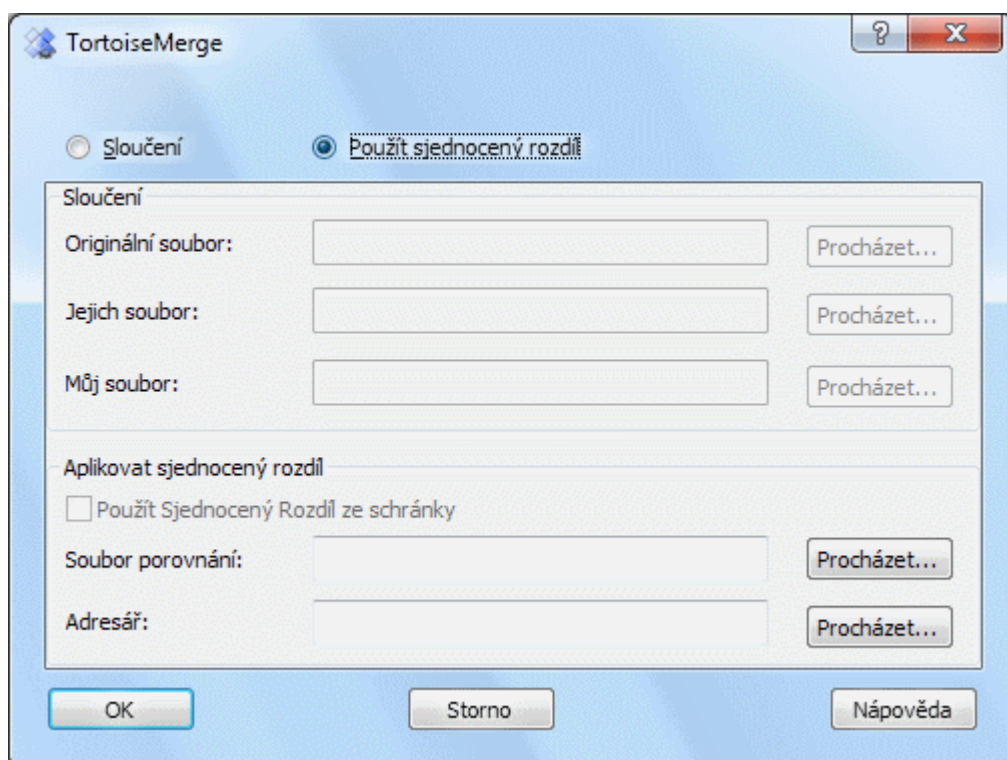 TortoiseMerge
Sloučení Použít sjednocený rozdíl
Sloučení
Originální soubor: Procházet...
Jejich soubor: Procházet...
Můj soubor: Procházet...
Aplikovat sjednocený rozdíl
Použít Sjednocený Rozdíl ze schránky
Soubor porovnání: Procházet...
Adresář: Procházet...
OK Storno Nápověda